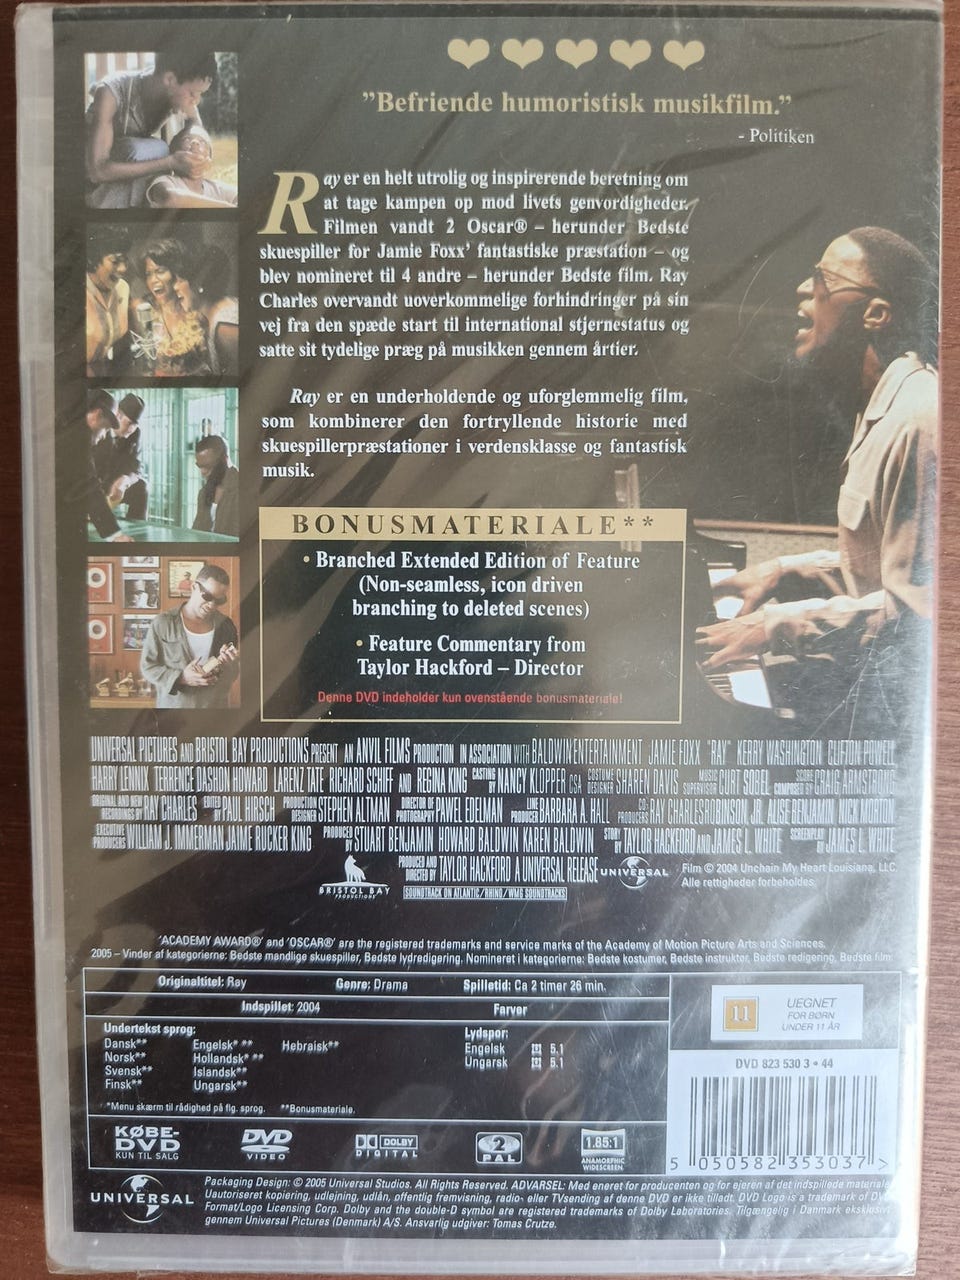 ”Befriende humoristisk musikfilm.”
- Politiken
Ray er en helt utrolig og inspirerende beretning om
at tage kampen op mod livets genvordigheder.
Filmen vandt 2 Oscar® – herunder Bedste
skuespiller for Jamie Foxx’ fantastiske præstation – og
blev nomineret til 4 andre – herunder Bedste film. Ray
Charles overvandt uoverkommelige forhindringer på sin
vej fra den spæde start til international stjernestatus og
satte sit tydelige præg på musikken gennem årtier.
Ray er en underholdende og uforglemmelig film,
som kombinerer den fortryllende historie med
skuespillerpræstationer i verdensklasse og fantastisk
musik.
BONUSMATERIALE**
• Branched Extended Edition of Feature
(Non-seamless, icon driven
branching to deleted scenes)
• Feature Commentary from
Taylor Hackford – Director
Denne DVD indeholder kun ovenstående bonusmateriale!
UNIVERSAL PICTURES AND BRISTOL BAY PRODUCTIONS PRESENT AN ANVIL FILMS PRODUCTION IN ASSOCIATION WITH BALDWIN ENTERTAINMENT JAMIE FOXX "RAY" KERRY WASHINGTON CLIFTON POWELL
HARRY LENNIX TERRENCE DASHON HOWARD LARENZ TATE RICHARD SCHIFF AND REGINA KING CASTING BY NANCY KLOPPER CSA COSTUME DESIGNER SHAREN DAVIS MUSIC SUPERVISOR CURT SOBEL SCORE COMPOSED BY CRAIG ARMSTRONG
ORIGINAL AND NEW RECORDINGS BY RAY CHARLES EDITED BY PAUL HIRSCH PRODUCTION DESIGNER STEPHEN ALTMAN DIRECTOR OF PHOTOGRAPHY PAWEL EDELMAN LINE PRODUCER BARBARA A. HALL CO-PRODUCERS RAY CHARLES ROBINSON, JR. ALISE BENJAMIN NICK MORTON
EXECUTIVE PRODUCERS WILLIAM J. IMMERMAN JAIME RUCKER KING PRODUCED BY STUART BENJAMIN HOWARD BALDWIN KAREN BALDWIN STORY BY TAYLOR HACKFORD AND JAMES L. WHITE SCREENPLAY BY JAMES L. WHITE
PRODUCED AND DIRECTED BY TAYLOR HACKFORD A UNIVERSAL RELEASE
BRISTOL BAY
PRODUCTIONS
SOUNDTRACK ON ATLANTIC/RHINO/WMG SOUNDTRACKS
UNIVERSAL
Film © 2004 Unchain My Heart Louisiana, LLC.
Alle rettigheder forbeholdes.
'ACADEMY AWARD®' and 'OSCAR®' are the registered trademarks and service marks of the Academy of Motion Picture Arts and Sciences.
2005 – Vinder af kategorierne: Bedste mandlige skuespiller, Bedste lydredigering. Nomineret i kategorierne: Bedste kostumer, Bedste instruktør, Bedste redigering, Bedste film.
Originaltitel: Ray Genre: Drama Spilletid: Ca 2 timer 26 min.
Indspillet: 2004 Farver
Undertekst sprog:
Dansk** Engelsk* ** Hebraisk**
Norsk** Hollandsk* **
Svensk** Islandsk**
Finsk** Ungarsk**
*Menu skærm til rådighed på flg. sprog. **Bonusmateriale.
Lydspor:
Engelsk 5.1
Ungarsk 5.1
11
UEGNET
FOR BØRN
UNDER 11 ÅR
DVD 823 530 3 • 44
5 050582 353037 >
KØBE-
DVD
KUN TIL SALG
DVD
VIDEO
DOLBY
DIGITAL
2
PAL
1.85:1
ANAMORPHIC
WIDESCREEN
UNIVERSAL
Packaging Design: © 2005 Universal Studios. All Rights Reserved. ADVARSEL: Med eneret for producenten og for ejeren af det indspillede materiale.
Uautoriseret kopiering, udlejning, udlån, offentlig fremvisning, radio- eller TVsending af denne DVD er ikke tilladt. DVD Logo is a trademark of DVD
Format/Logo Licensing Corp. Dolby and the double-D symbol are registered trademarks of Dolby Laboratories. Tilgængelig i Danmark eksklusivt
gennem Universal Pictures (Denmark) A/S. Ansvarlig udgiver: Tomas Crutze.